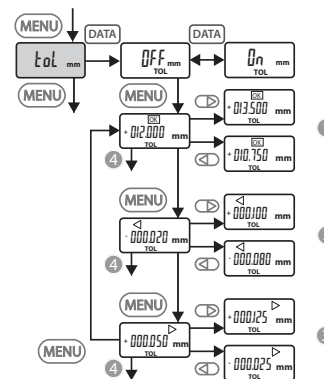 MENU
DATA DATA
toL mm OFF mm TOL On mm TOL
MENU MENU
OK + 013.500 mm TOL
OK + 012.000 mm TOL
OK + 010.750 mm TOL
4
MENU
+ 000.100 mm TOL
- 000.020 mm TOL
- 000.080 mm TOL
4
MENU
+ 000.125 mm TOL
+ 000.050 mm TOL
MENU
- 000.025 mm TOL
4